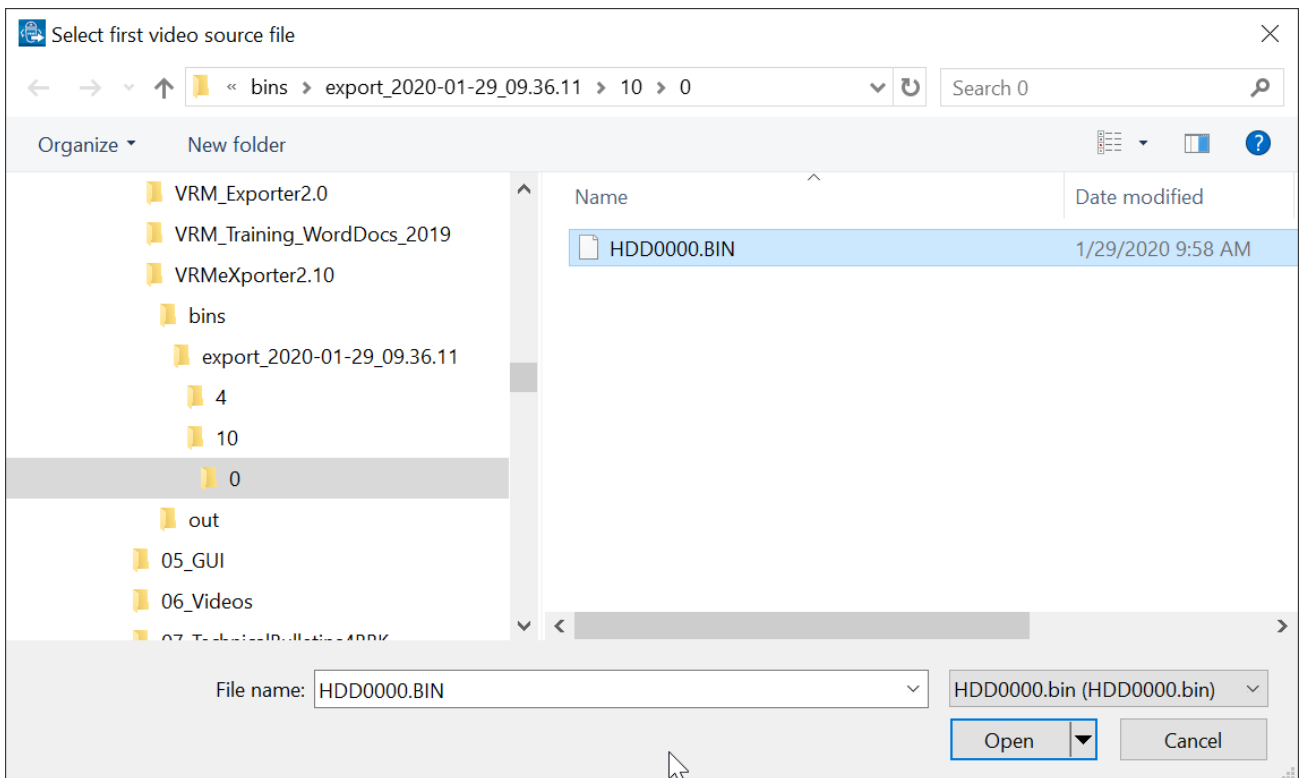 Select first video source file
« bins > export_2020-01-29_09.36.11 > 10 > 0
Search 0
Organize
New folder
?
VRM_Exporter2.0
VRM_Training_WordDocs_2019
VRMeXporter2.10
bins
export_2020-01-29_09.36.11
4
10
0
out
05_GUI
06_Videos
Name
Date modified
HDD0000.BIN
1/29/2020 9:58 AM
File name:
HDD0000.BIN
HDD0000.bin (HDD0000.bin)
Open
Cancel